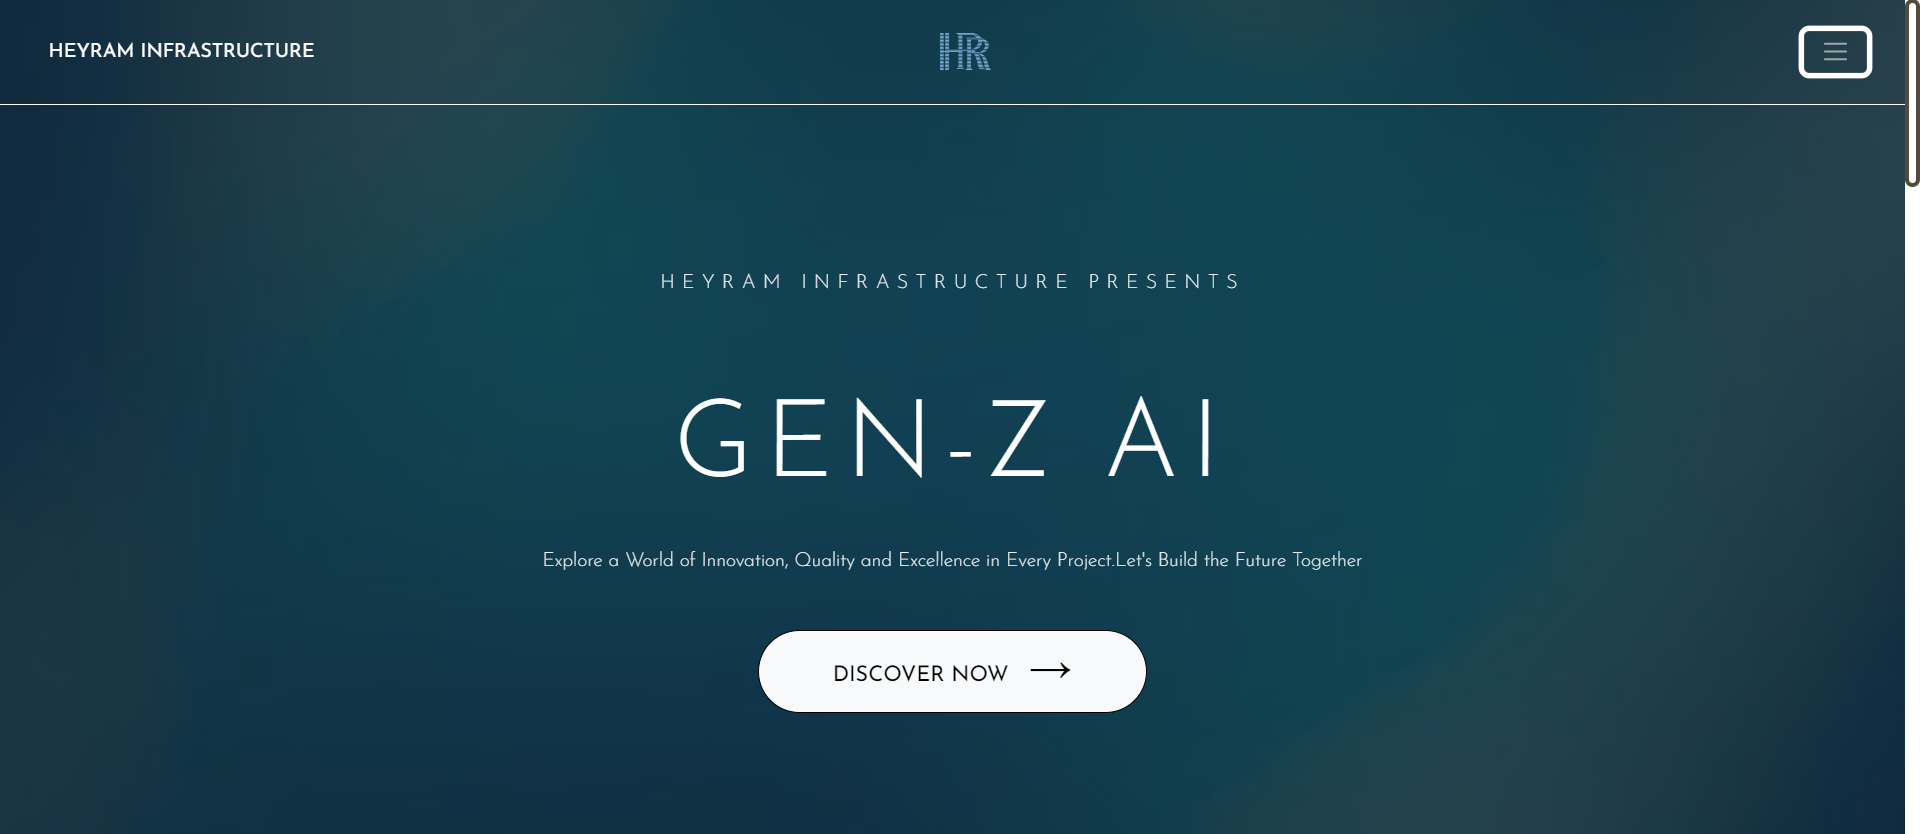 HEYRAM INFRASTRUCTURE
HR
HEYRAM INFRASTRUCTURE PRESENTS
GEN-Z AI
Explore a World of Innovation, Quality and Excellence in Every Project.Let's Build the Future Together
DISCOVER NOW